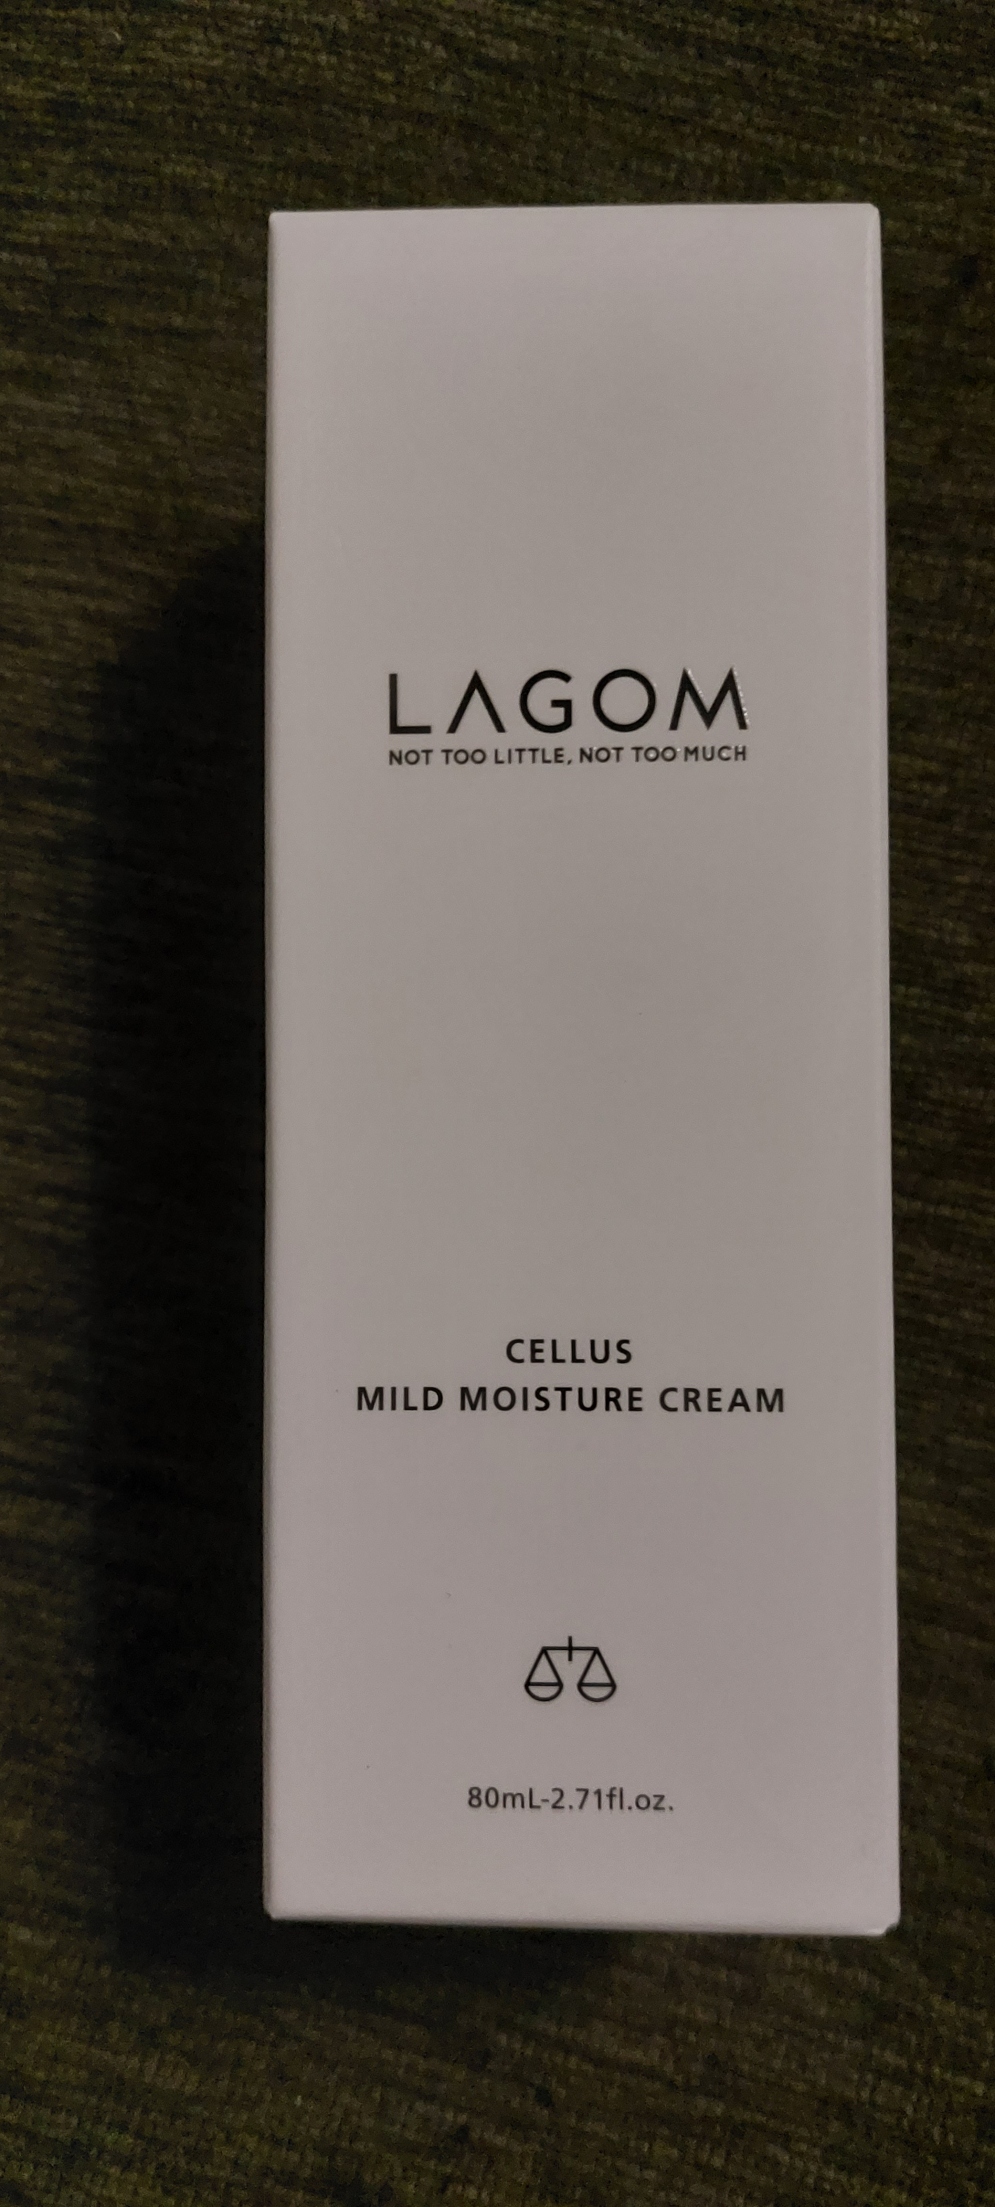 LAGOM
NOT TOO LITTLE, NOT TOO MUCH
CELLUS
MILD MOISTURE CREAM
80mL-2.71fl.oz.